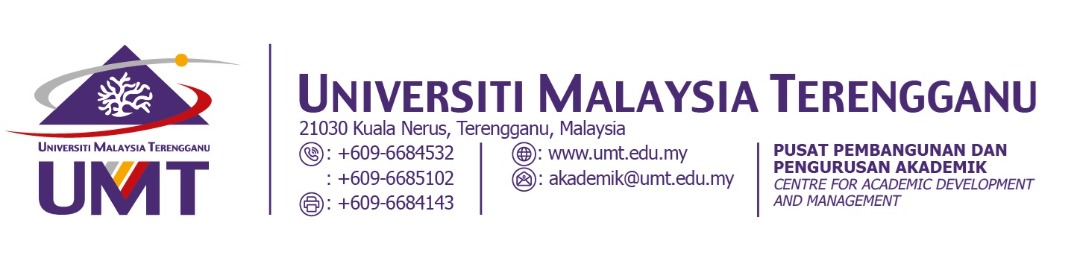 UNIVERSITI MALAYSIA TERENGGANU
UMT
UNIVERSITI MALAYSIA TERENGGANU
21030 Kuala Nerus, Terengganu, Malaysia
: +609-6684532
: +609-6685102
: +609-6684143
: www.umt.edu.my
: akademik@umt.edu.my
PUSAT PEMBANGUNAN DAN
PENGURUSAN AKADEMIK
CENTRE FOR ACADEMIC DEVELOPMENT
AND MANAGEMENT